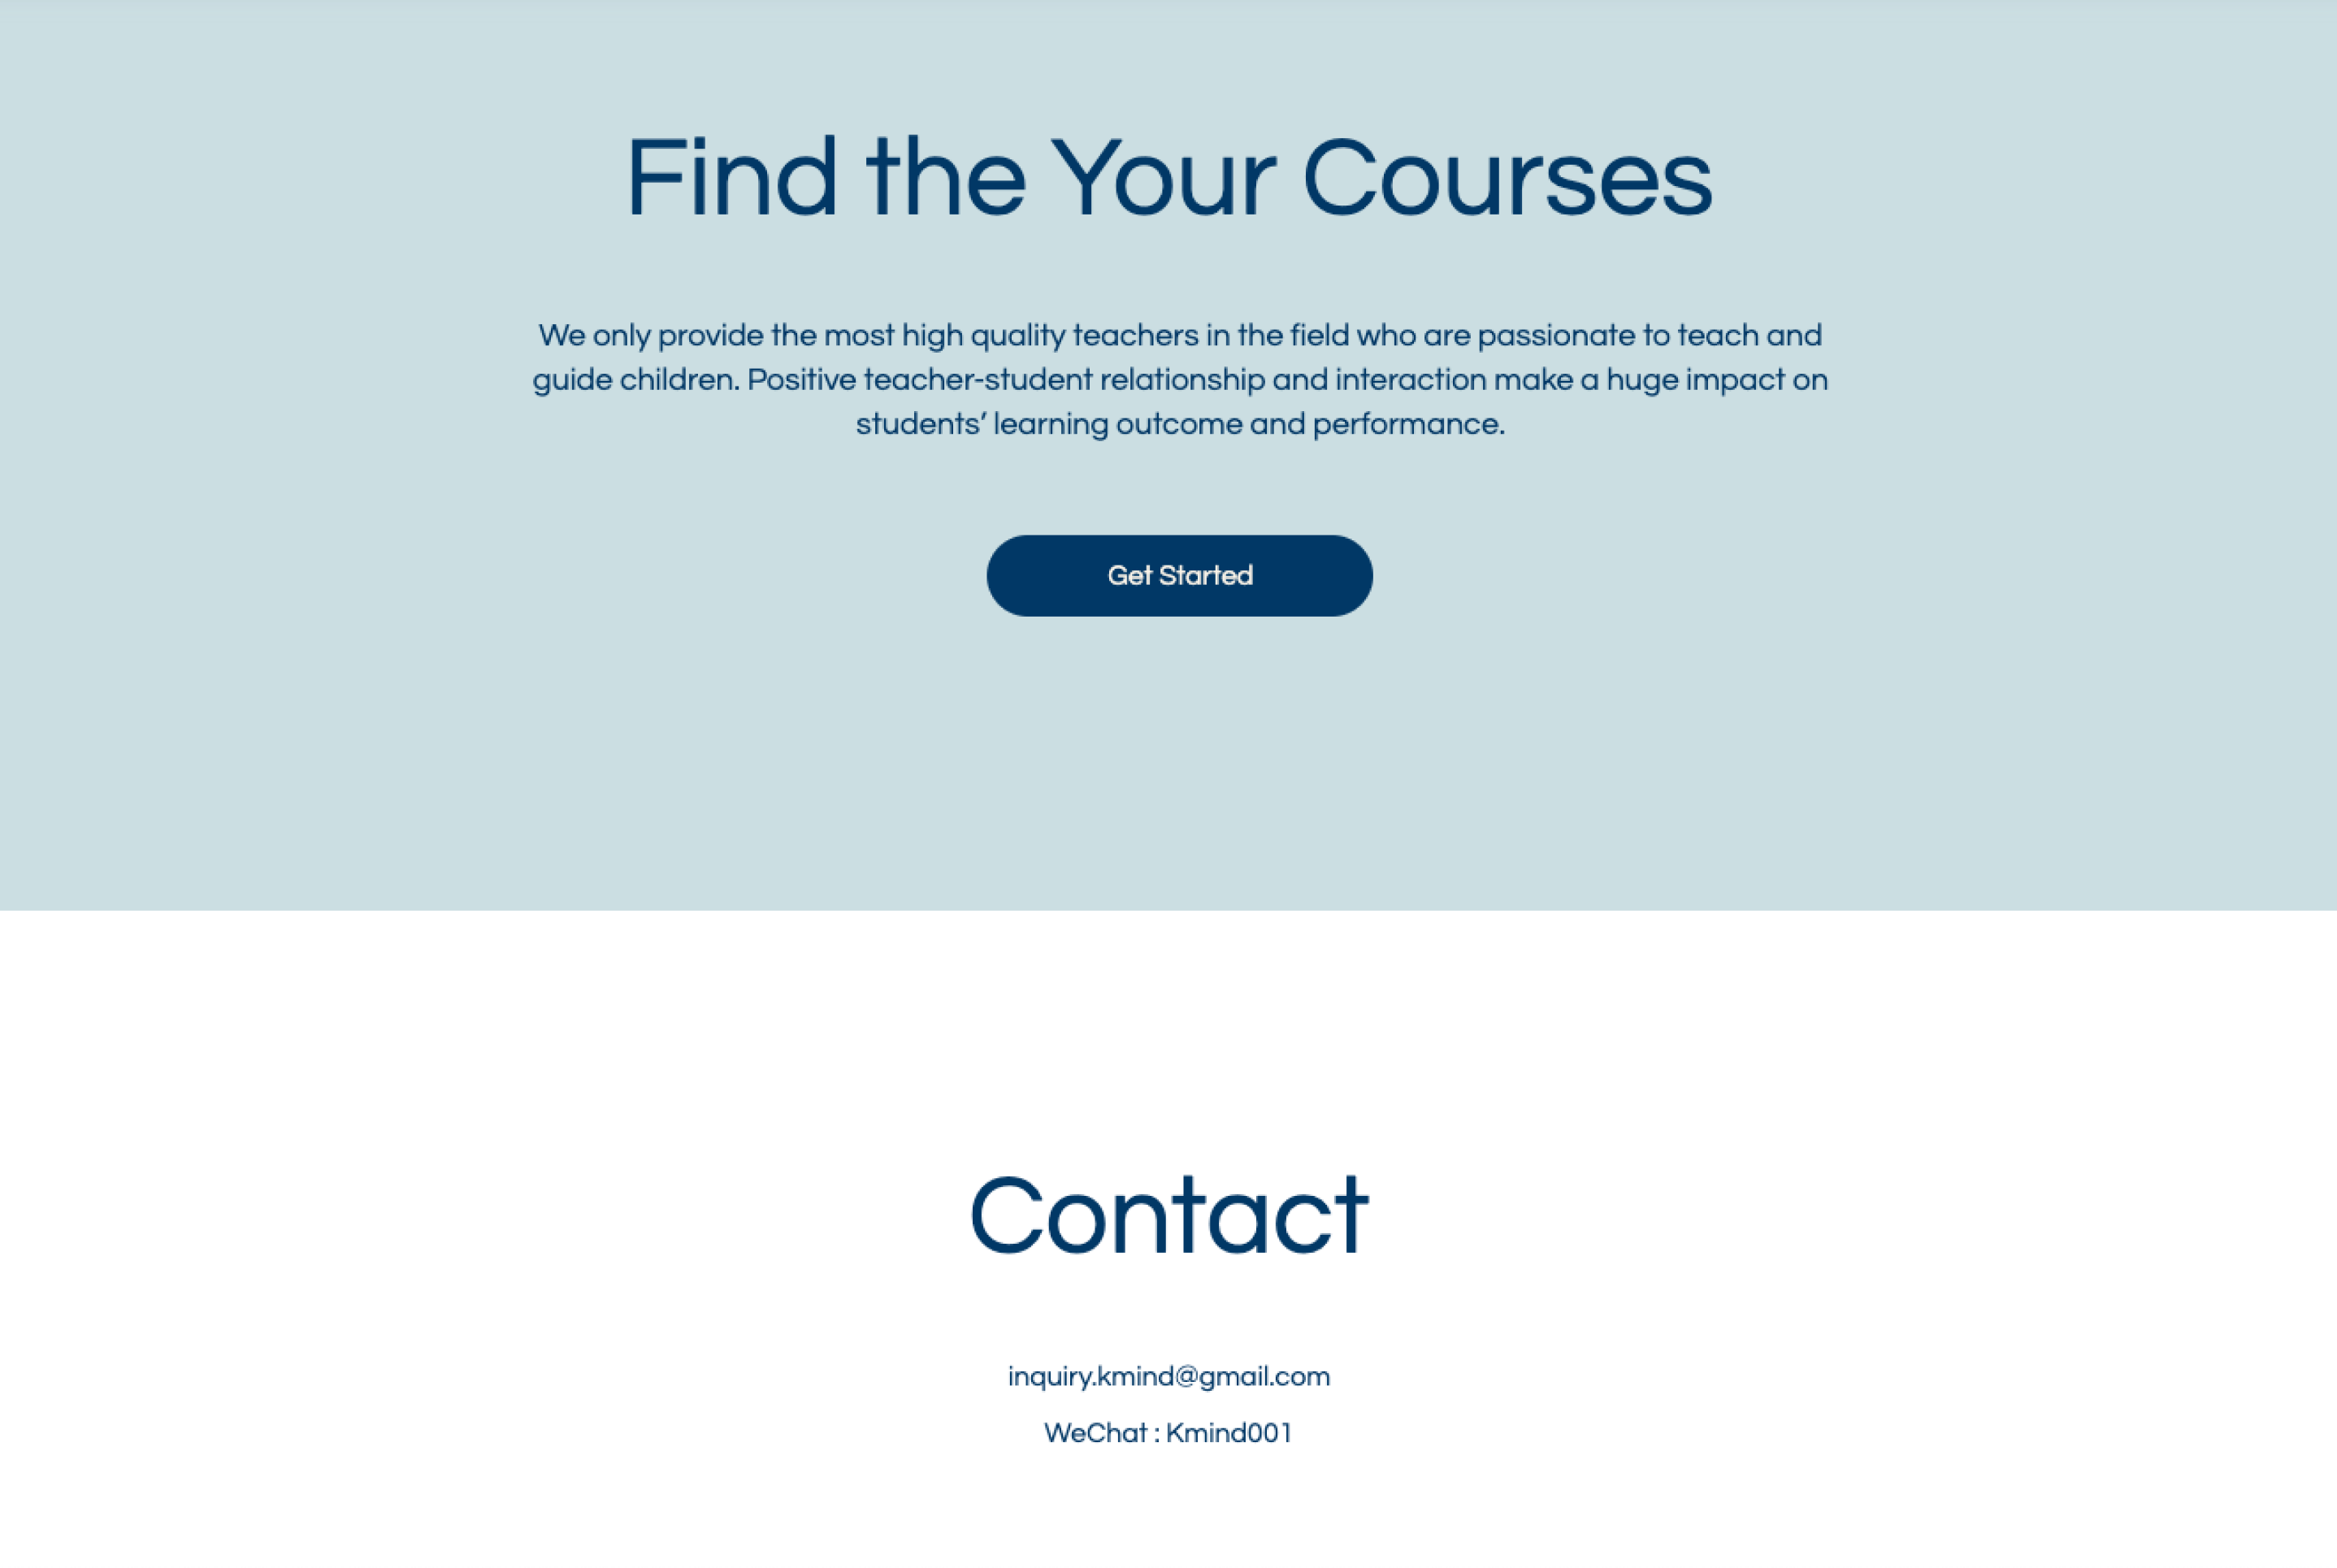 Find the Your Courses
We only provide the most high quality teachers in the field who are passionate to teach and
guide children. Positive teacher-student relationship and interaction make a huge impact on
students’ learning outcome and performance.
Get Started
Contact
inquiry.kmind@gmail.com
WeChat : Kmind001